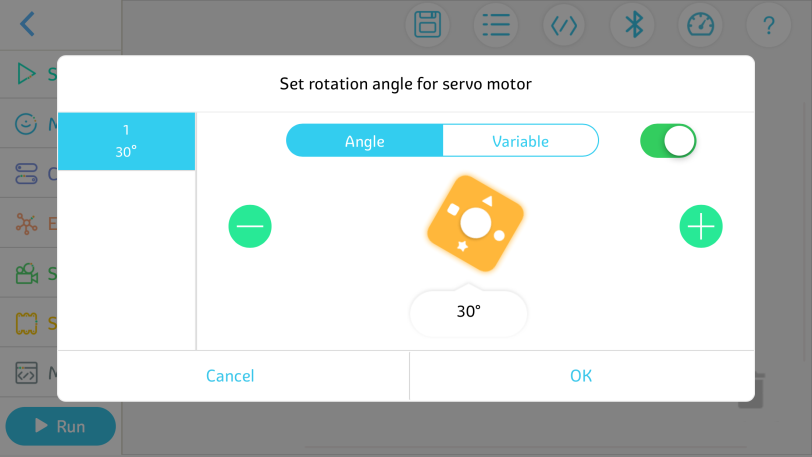 ?
Set rotation angle for servo motor
1
30°
Angle
Variable
30°
Cancel
OK
Run